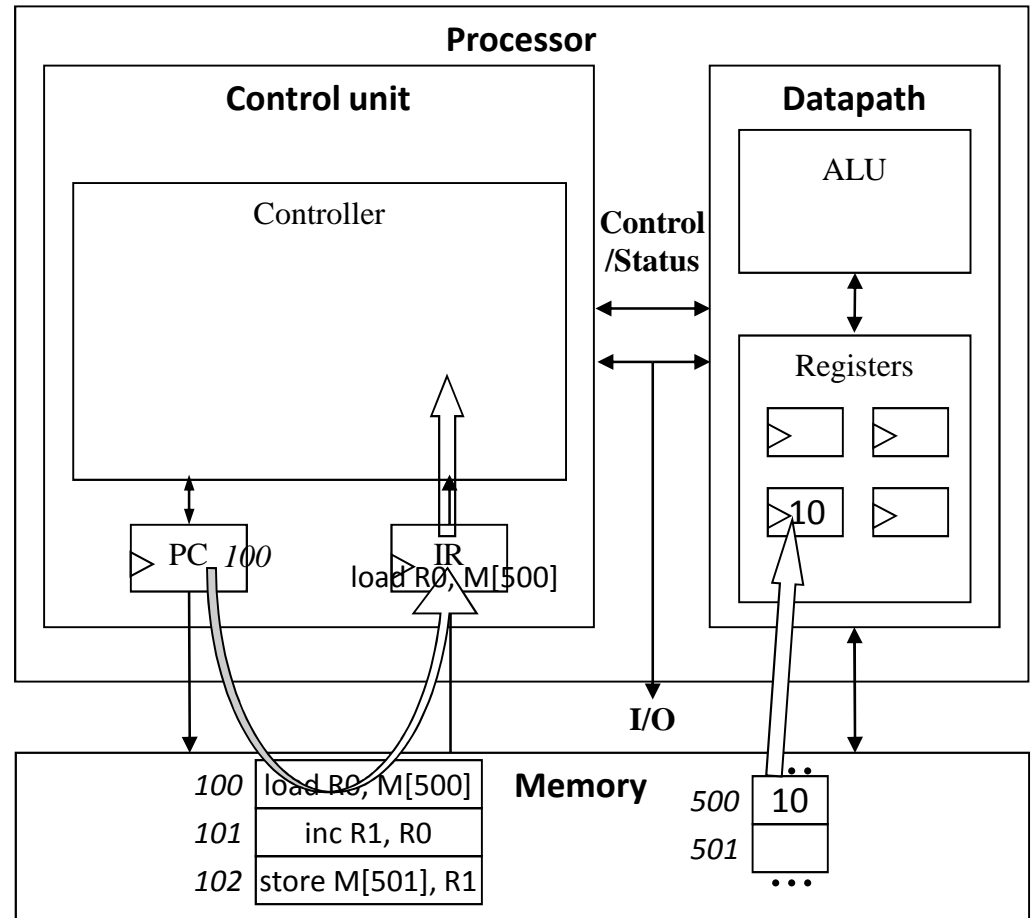 Processor
Control unit
Datapath
ALU
Controller
Control
/Status
Registers
10
PC 100
IR
load R0, M[500]
I/O
Memory
100 load R0, M[500]
101 inc R1, R0
102 store M[501], R1
500 10
501